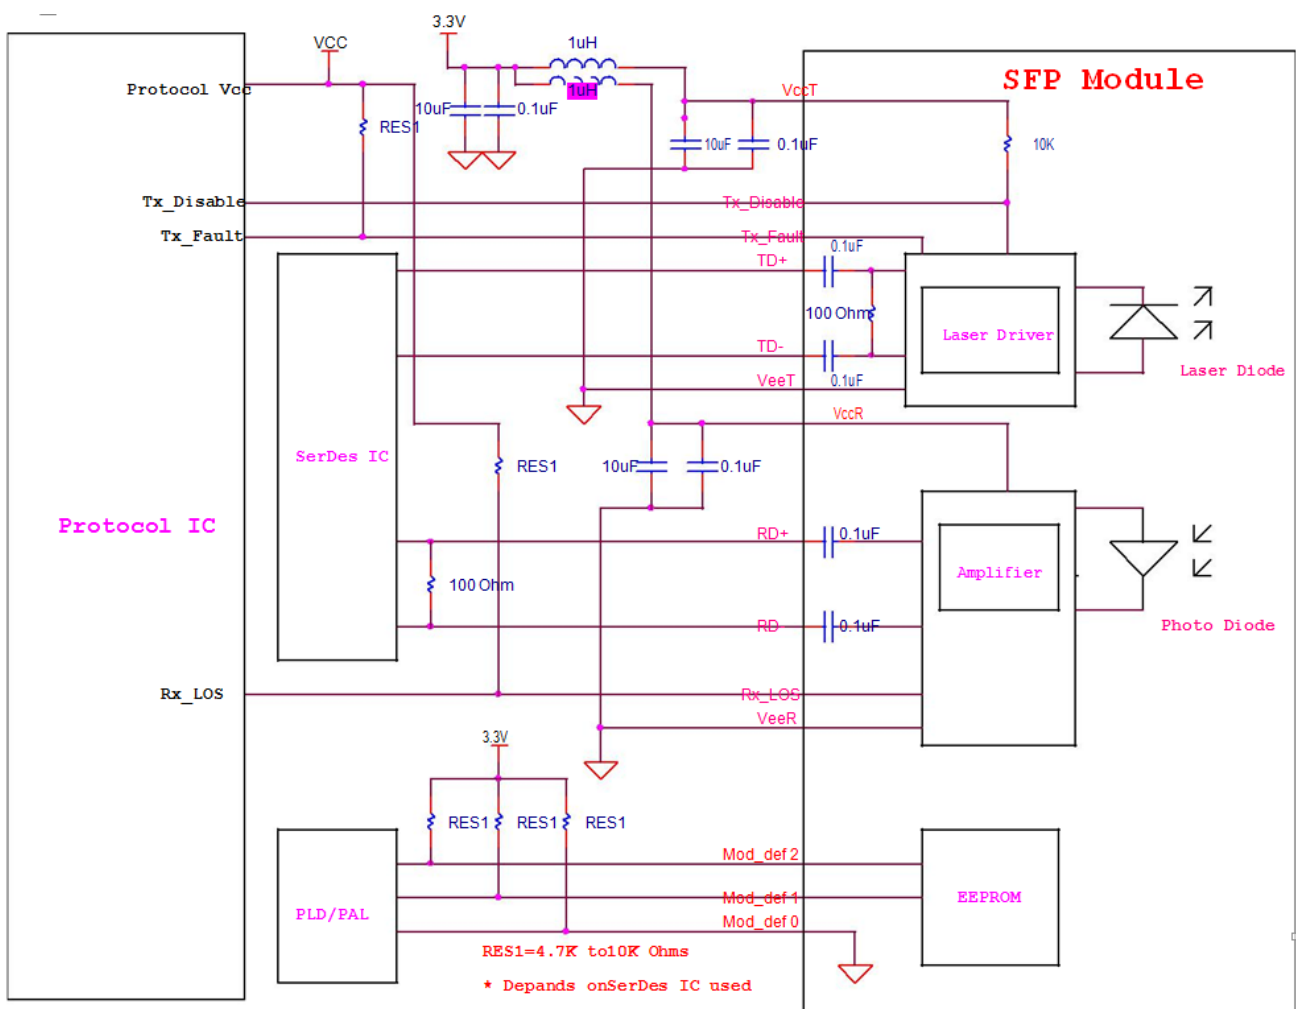 3.3V
1uH
VCC
SFP Module
Protocol Vcc
1uH
VccT
10uF
0.1uF
RES1
10uF
0.1uF
10K
Tx_Disable
Tx_Disable
Tx_Fault
Tx_Fault
0.1uF
TD+
100 Ohm
Laser Driver
TD-
0.1uF
Laser Diode
VeeT
VccR
SerDes IC
RES1
10uF
0.1uF
Protocol IC
RD+
0.1uF
100 Ohm
Amplifier
RD-
0.1uF
Photo Diode
Rx_LOS
Rx_LOS
VeeR
3.3V
RES1
RES1
RES1
Mod_def 2
Mod_def 1
EEPROM
PLD/PAL
Mod_def 0
RES1=4.7K to10K Ohms
* Depands onSerDes IC used